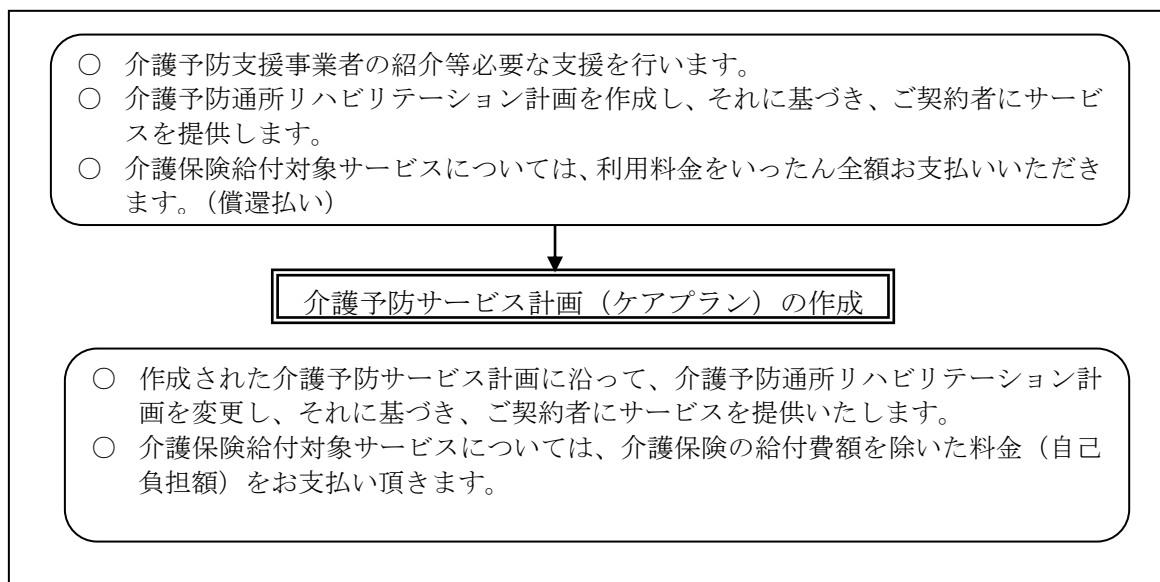 ○ 介護予防支援事業者の紹介等必要な支援を行います。
○ 介護予防通所リハビリテーション計画を作成し、それに基づき、ご契約者にサービ
スを提供します。
○ 介護保険給付対象サービスについては、利用料金をいったん全額お支払いいただき
ます。（償還払い）
介護予防サービス計画（ケアプラン）の作成
○ 作成された介護予防サービス計画に沿って、介護予防通所リハビリテーション計
画を変更し、それに基づき、ご契約者にサービスを提供いたします。
○ 介護保険給付対象サービスについては、介護保険の給付費額を除いた料金（自己
負担額）をお支払い頂きます。